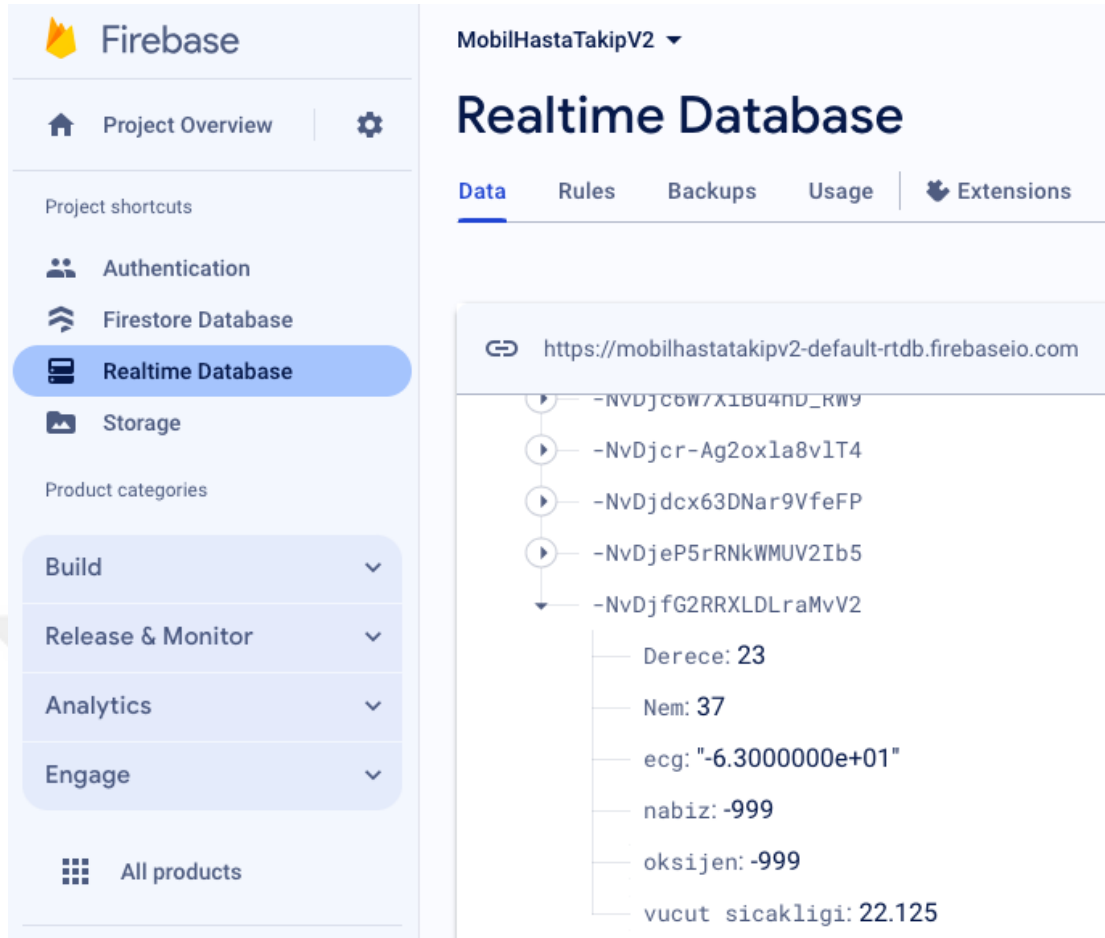 Firebase
Project Overview
Project shortcuts
Authentication
Firestore Database
Realtime Database
Storage
Product categories
Build
Release & Monitor
Analytics
Engage
All products
MobilHastaTakipV2
Realtime Database
Data Rules Backups Usage Extensions
https://mobilhastatakipv2-default-rtdb.firebaseio.com
-NvDjcr-Ag2oxla8vlT4
-NvDjdcx63DNar9VfeFP
-NvDjeP5rRNkWMUV2Ib5
-NvDjfG2RRXLDLraMvV2
Derece: 23
Nem: 37
ecg: "-6.3000000e+01"
nabiz: -999
oksijen: -999
vucut sicakligi: 22.125